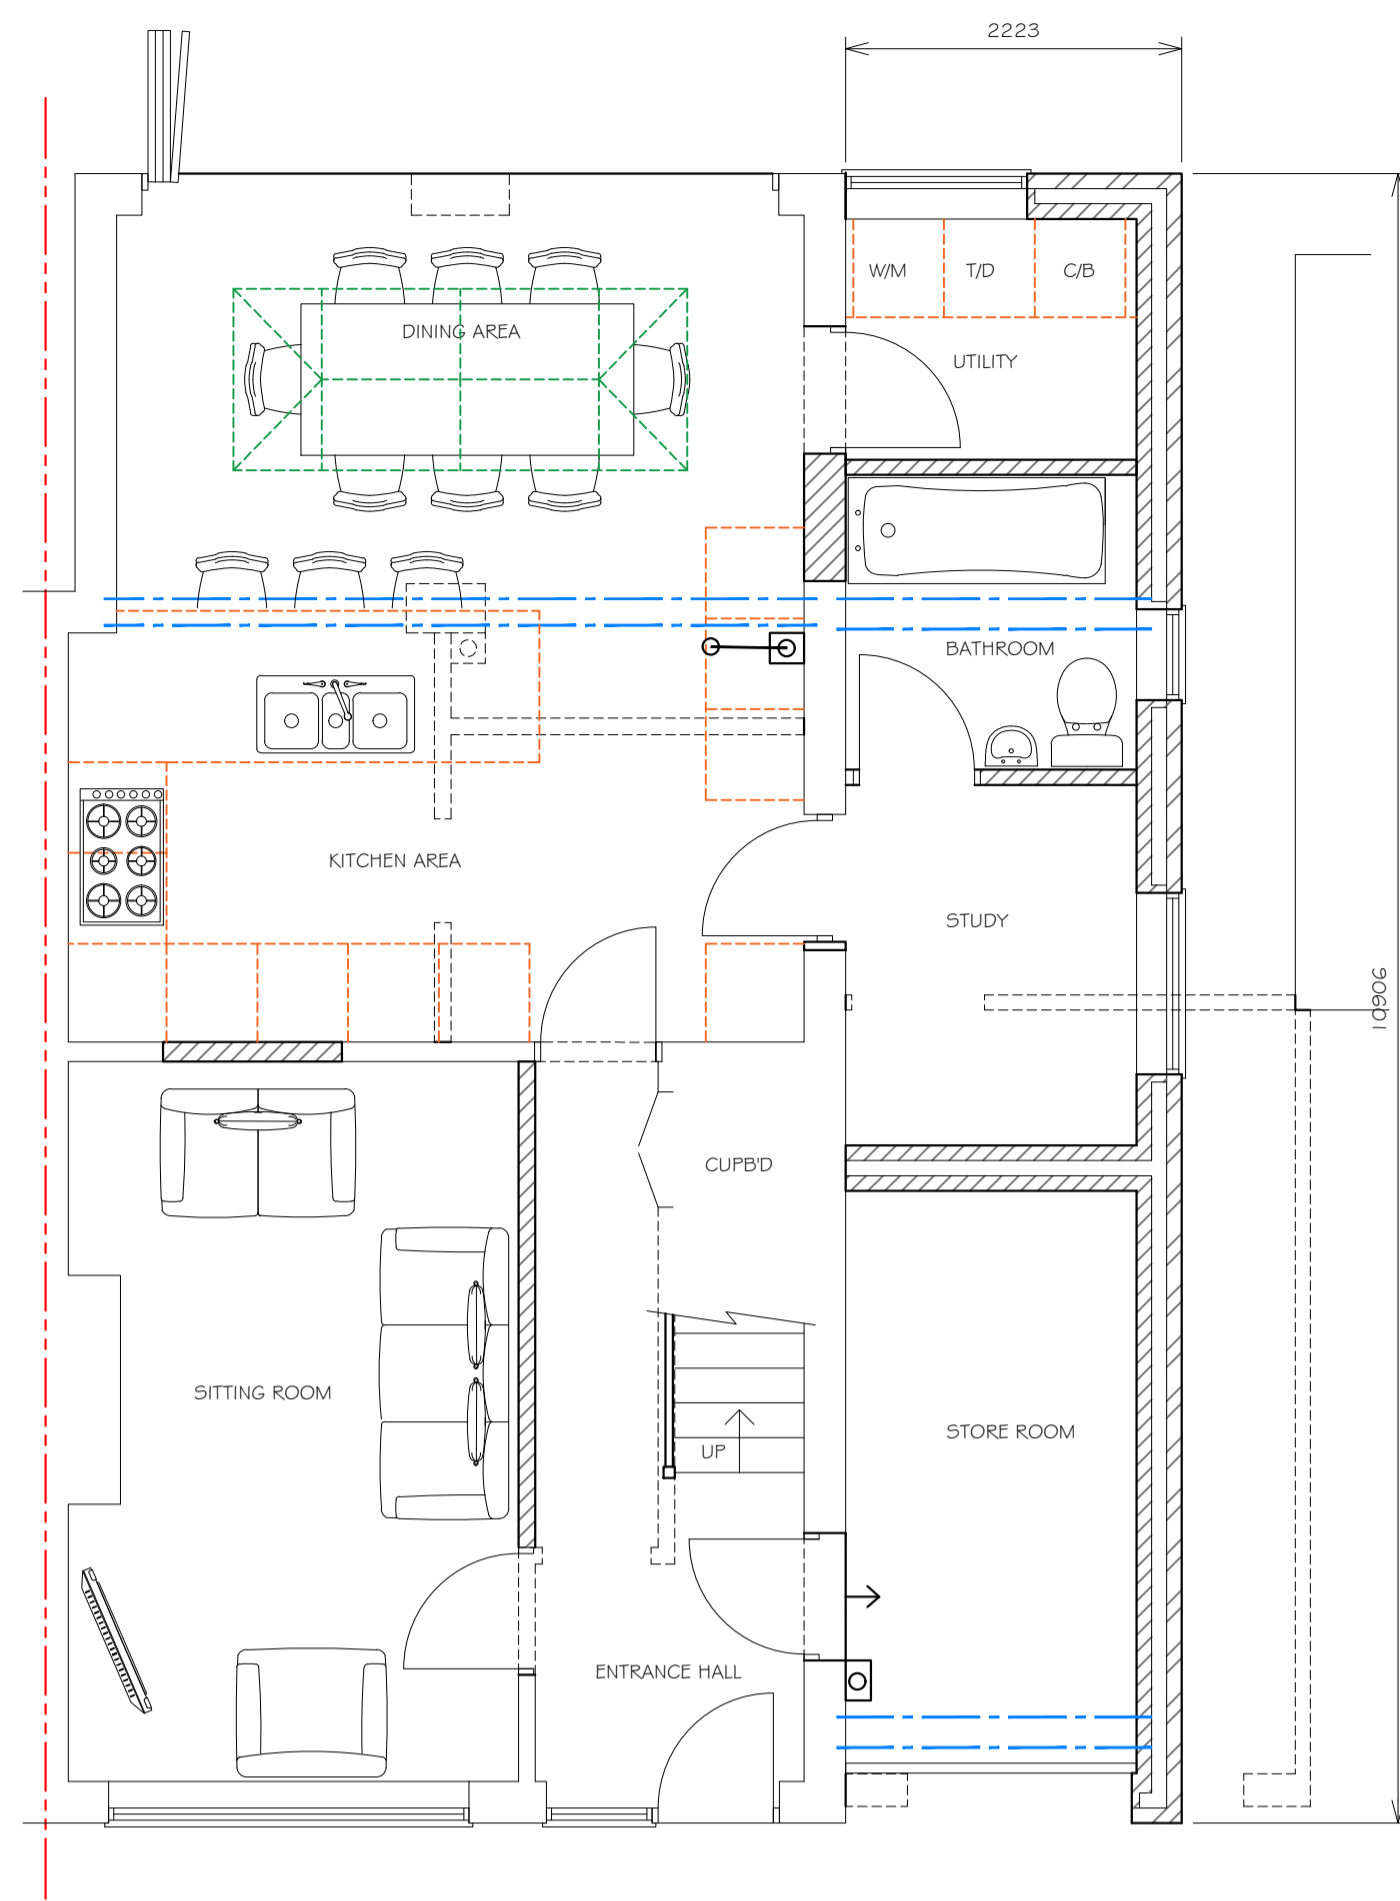 2223
W/M
T/D
C/B
DINING AREA
UTILITY
BATHROOM
KITCHEN AREA
STUDY
10906
CUPB'D
SITTING ROOM
STORE ROOM
UP
ENTRANCE HALL